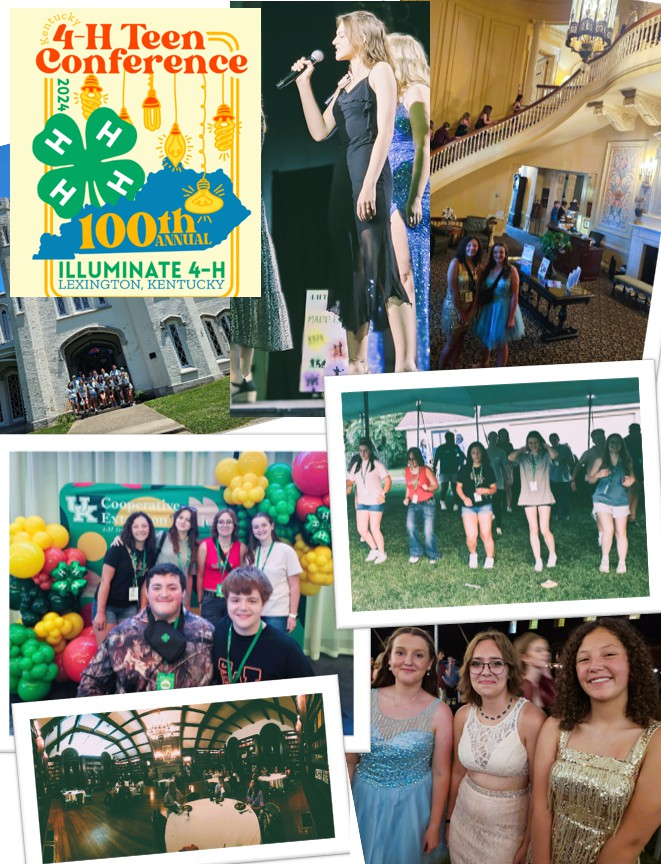 Kentucky
4-H Teen
Conference
2024
H H
H H
100th
ANNUAL
ILLUMINATE 4-H
LEXINGTON, KENTUCKY
UK Cooperative